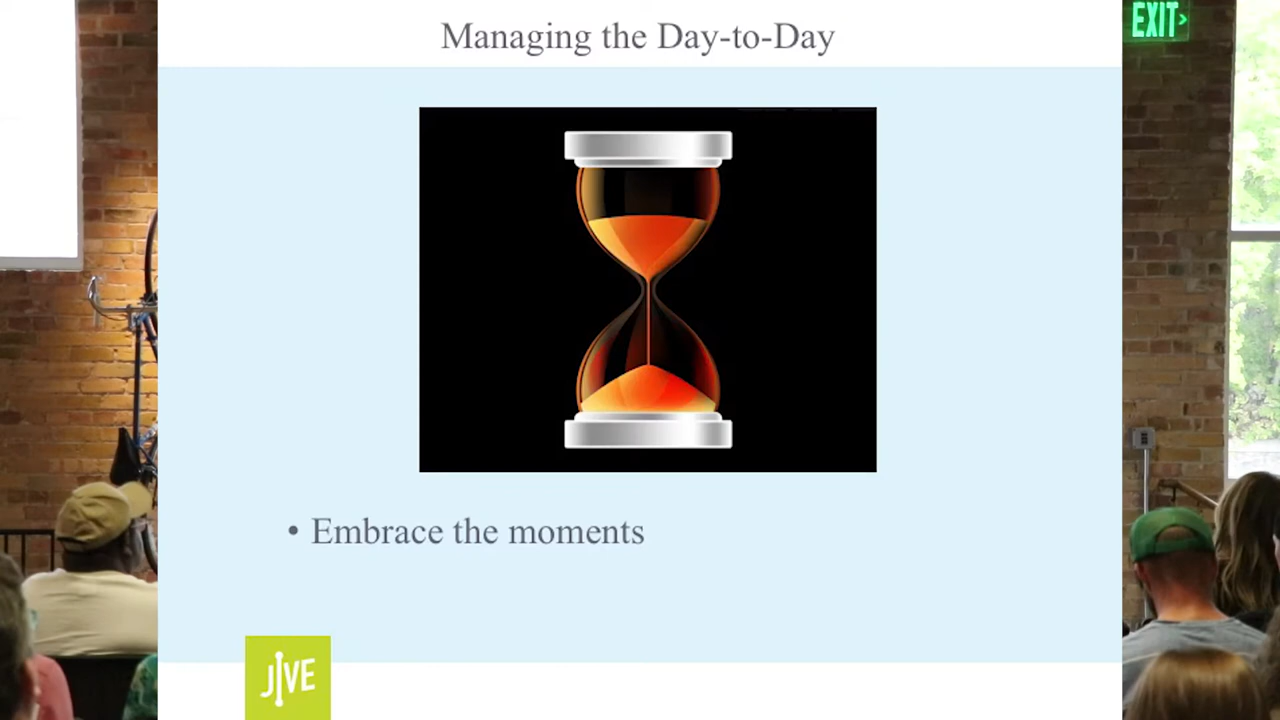 Managing the Day-to-Day
EXIT
• Embrace the moments
JIVE